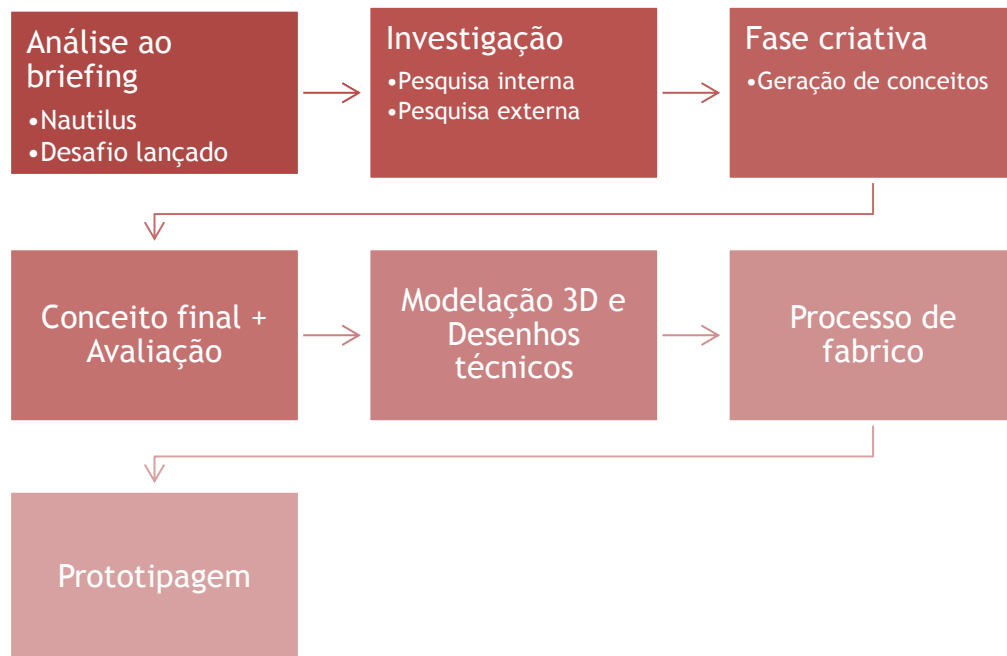 Análise ao
briefing
•Nautilus
•Desafio lançado
Investigação
•Pesquisa interna
•Pesquisa externa
Fase criativa
•Geração de conceitos
Conceito final +
Avaliação
Modelação 3D e
Desenhos
técnicos
Processo de
fabrico
Prototipagem